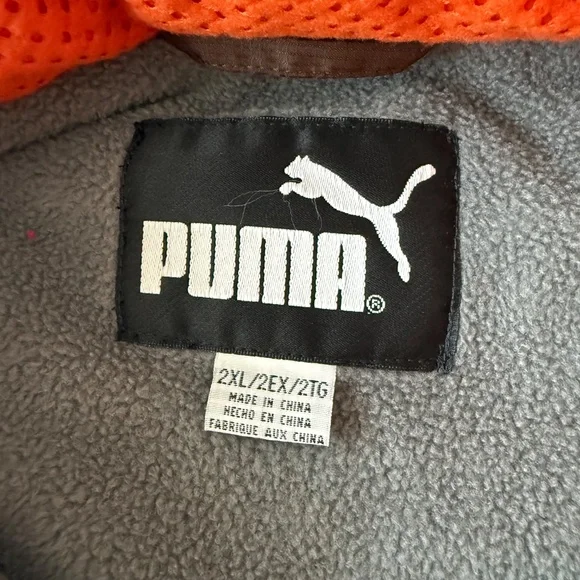 PUMA®
2XL/2EX/2TG
MADE IN CHINA
HECHO EN CHINA
FABRIQUE AUX CHINA